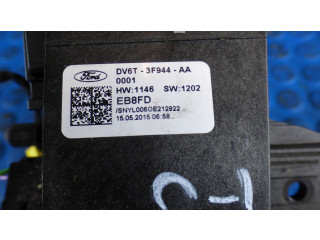 Ford
DV6T - 3F944 - AA
0001
HW:1146 SW:1202
EB8FD
/SNYL0060E212922
15.05.2015 06:58